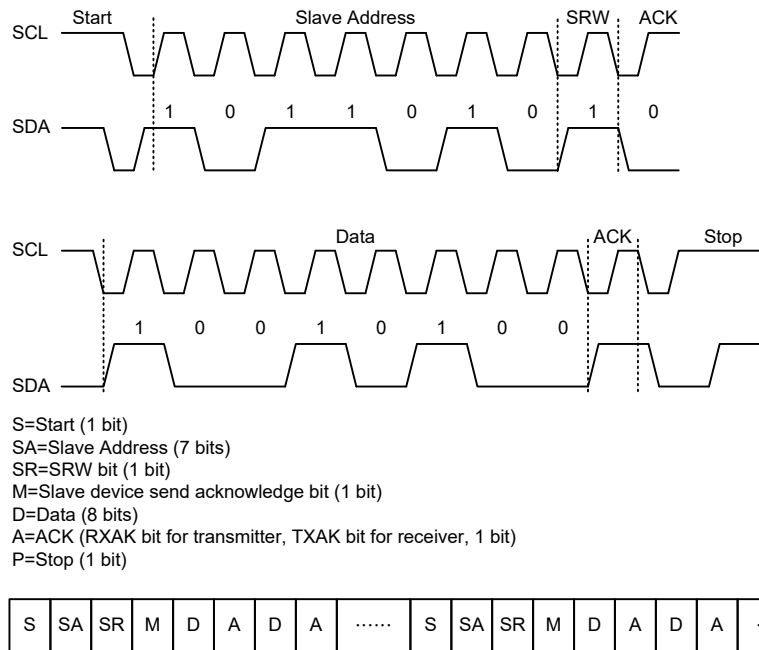 Start Slave Address SRW ACK
SCL
1 0 1 1 0 1 0 1 0
SDA
Data ACK Stop
SCL
1 0 0 1 0 1 0 0
SDA
S=Start (1 bit)
SA=Slave Address (7 bits)
SR=SRW bit (1 bit)
M=Slave device send acknowledge bit (1 bit)
D=Data (8 bits)
A=ACK (RXAK bit for transmitter, TXAK bit for receiver, 1 bit)
P=Stop (1 bit)
S SA SR M D A D A ...... S SA SR M D A D A